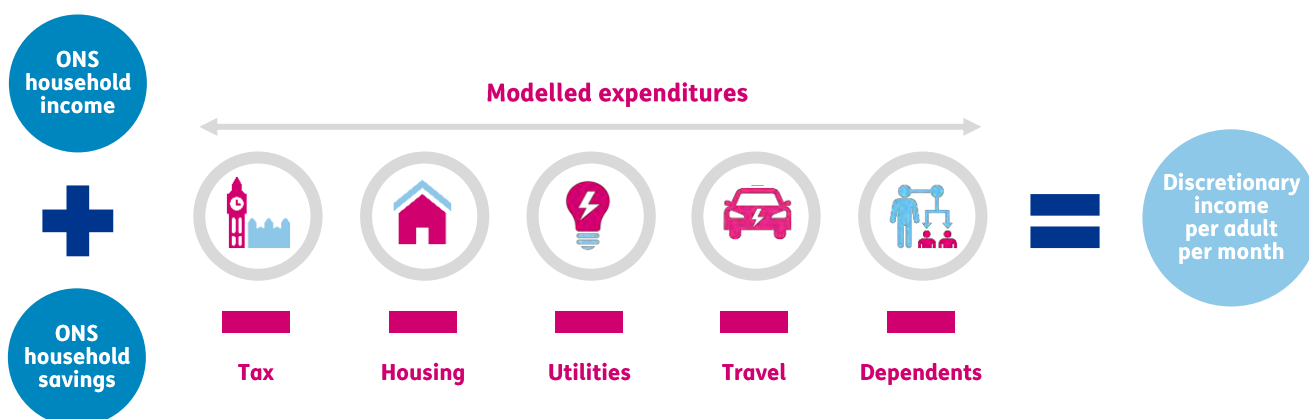 ONS
household
income
ONS
household
savings
Modelled expenditures
Tax
Housing
Utilities
Travel
Dependents
Discretionary
income
per adult
per month